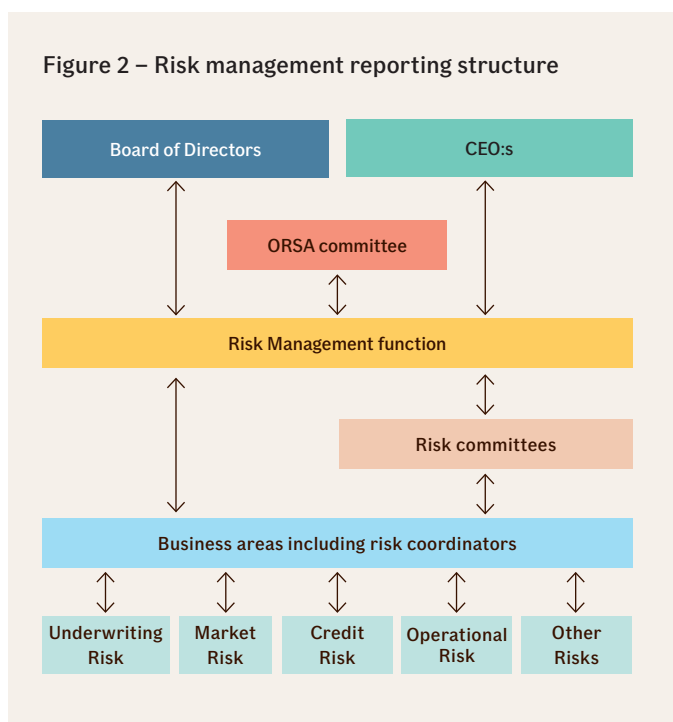 Figure 2 – Risk management reporting structure
Board of Directors
CEO:s
ORSA committee
Risk Management function
Risk committees
Business areas including risk coordinators
Underwriting
Risk
Market
Risk
Credit
Risk
Operational
Risk
Other
Risks